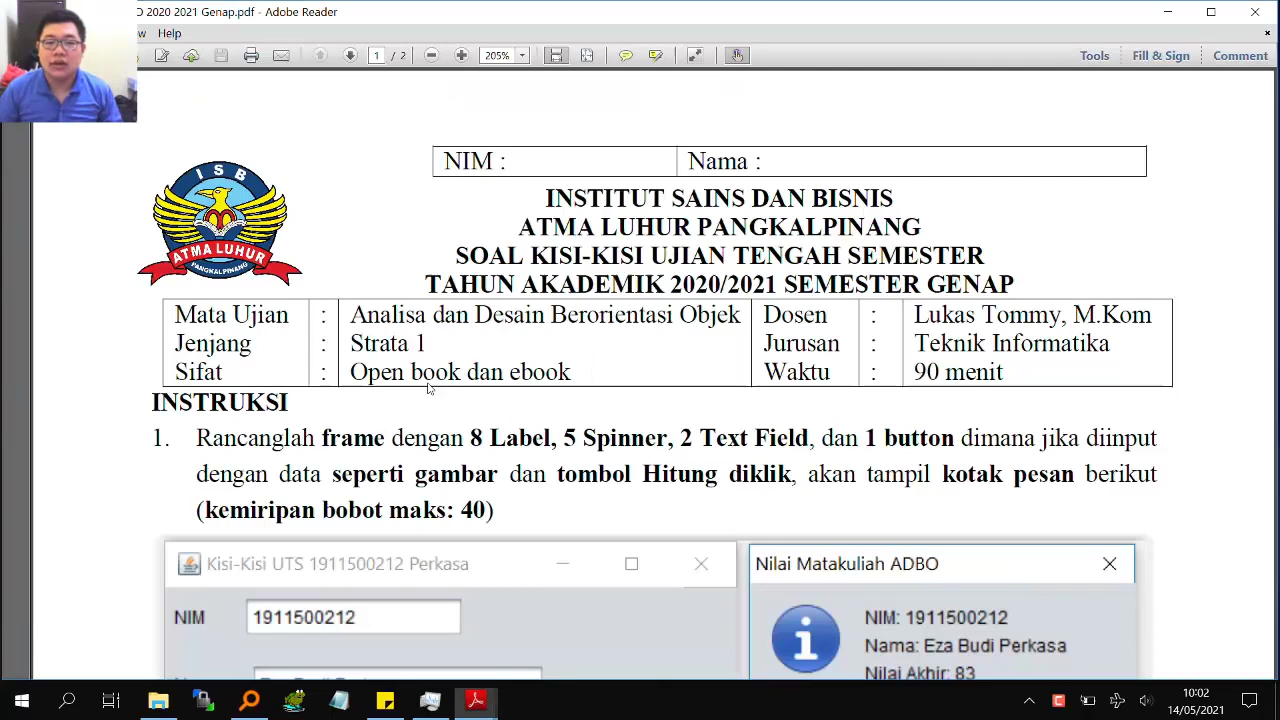 O 2020 2021 Genap.pdf - Adobe Reader
Help
1 / 2
205%
Tools
Fill & Sign
Comment
NIM :
Nama :
ISB
ATMA LUHUR
PANGKALPINANG
INSTITUT SAINS DAN BISNIS
ATMA LUHUR PANGKALPINANG
SOAL KISI-KISI UJIAN TENGAH SEMESTER
TAHUN AKADEMIK 2020/2021 SEMESTER GENAP
Mata Ujian : Analisa dan Desain Berorientasi Objek Dosen : Lukas Tommy, M.Kom
Jenjang : Strata 1 Jurusan : Teknik Informatika
Sifat : Open book dan ebook Waktu : 90 menit
INSTRUKSI
1. Rancanglah frame dengan 8 Label, 5 Spinner, 2 Text Field, dan 1 button dimana jika diinput
dengan data seperti gambar dan tombol Hitung diklik, akan tampil kotak pesan berikut
(kemiripan bobot maks: 40)
Kisi-Kisi UTS 1911500212 Perkasa
NIM 1911500212
Nilai Matakuliah ADBO
NIM: 1911500212
Nama: Eza Budi Perkasa
Nilai Akhir: 83
10:02
14/05/2021